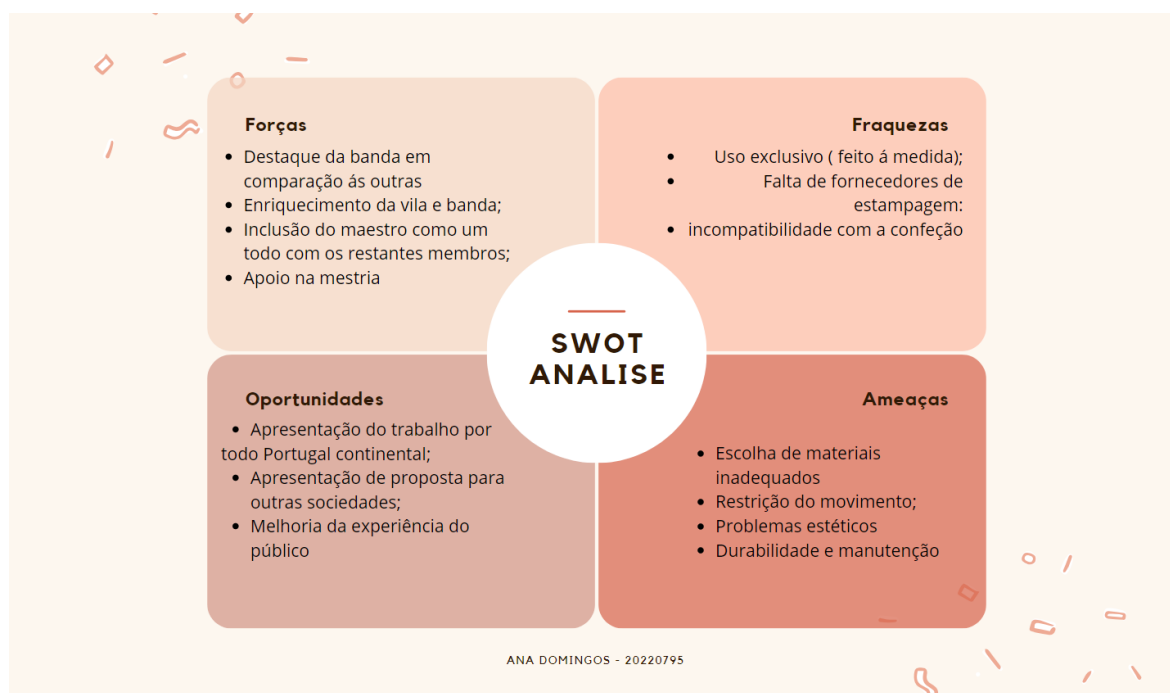 Forças
• Destaque da banda em
comparação ás outras
• Enriquecimento da vila e banda;
• Inclusão do maestro como um
todo com os restantes membros;
• Apoio na mestria
Fraquezas
• Uso exclusivo ( feito á medida);
• Falta de fornecedores de
estampagem:
• incompatibilidade com a confeção
SWOT
ANALISE
Oportunidades
• Apresentação do trabalho por
todo Portugal continental;
• Apresentação de proposta para
outras sociedades;
• Melhoria da experiência do
público
Ameaças
• Escolha de materiais
inadequados
• Restrição do movimento;
• Problemas estéticos
• Durabilidade e manutenção
ANA DOMINGOS - 20220795